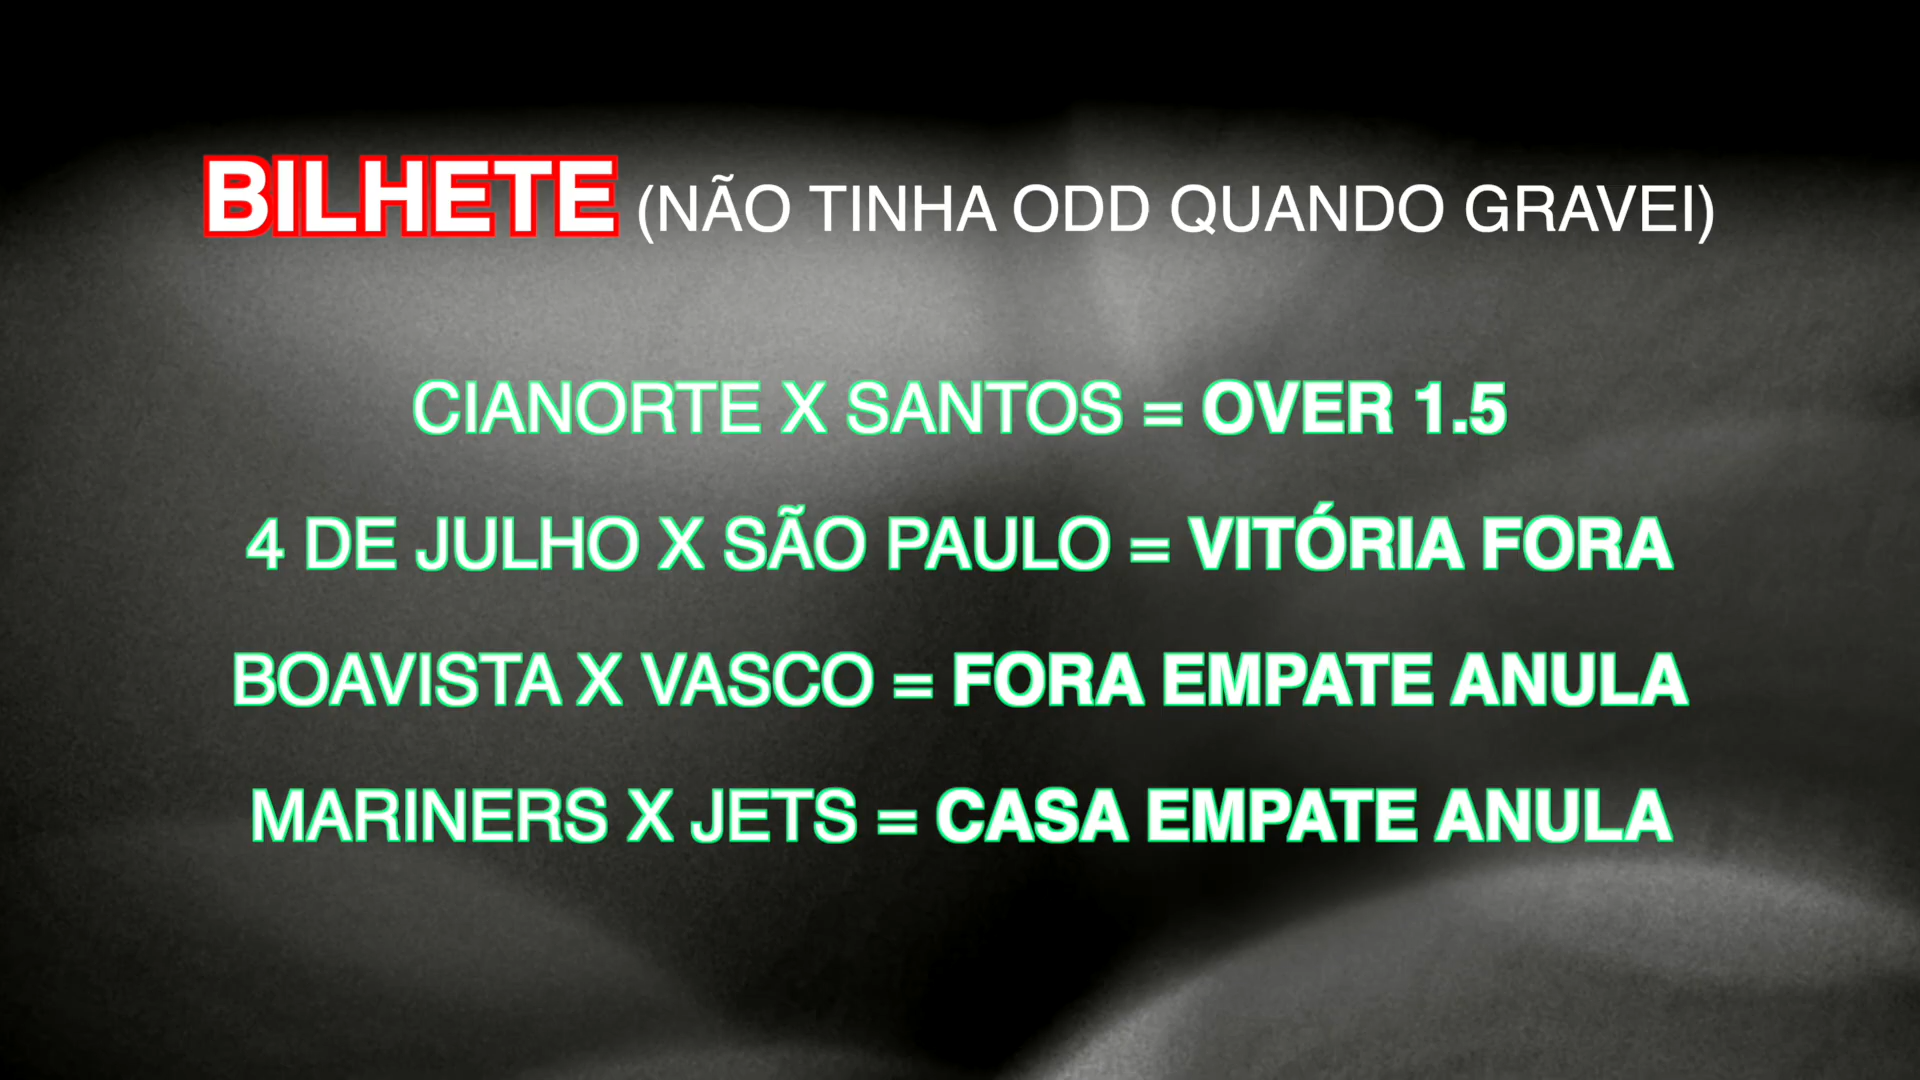 BILHETE (NÃO TINHA ODD QUANDO GRAVEI)
CIANORTE X SANTOS = OVER 1.5
4 DE JULHO X SÃO PAULO = VITÓRIA FORA
BOAVISTA X VASCO = FORA EMPATE ANULA
MARINERS X JETS = CASA EMPATE ANULA